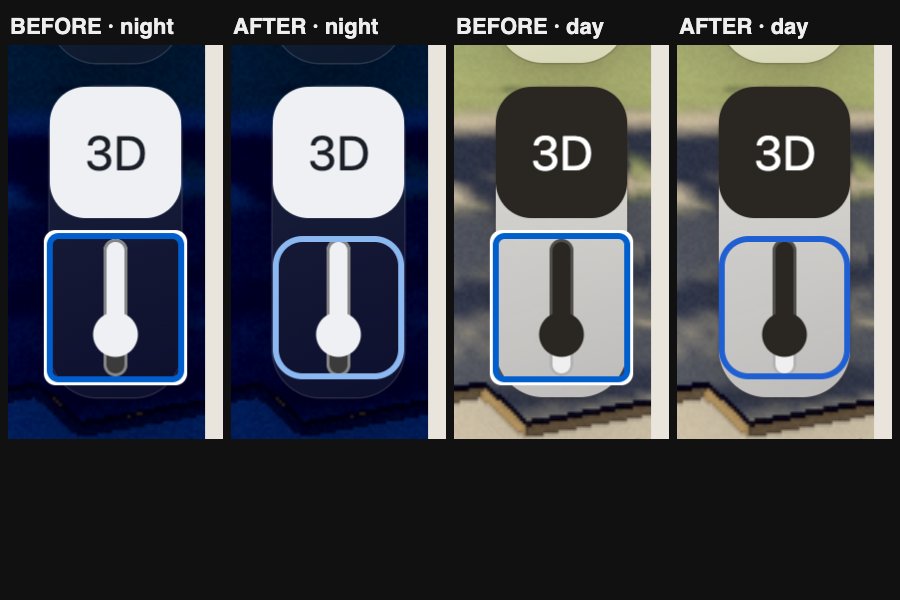 BEFORE · night
AFTER · night
BEFORE · day
AFTER · day
3D
3D
3D
3D